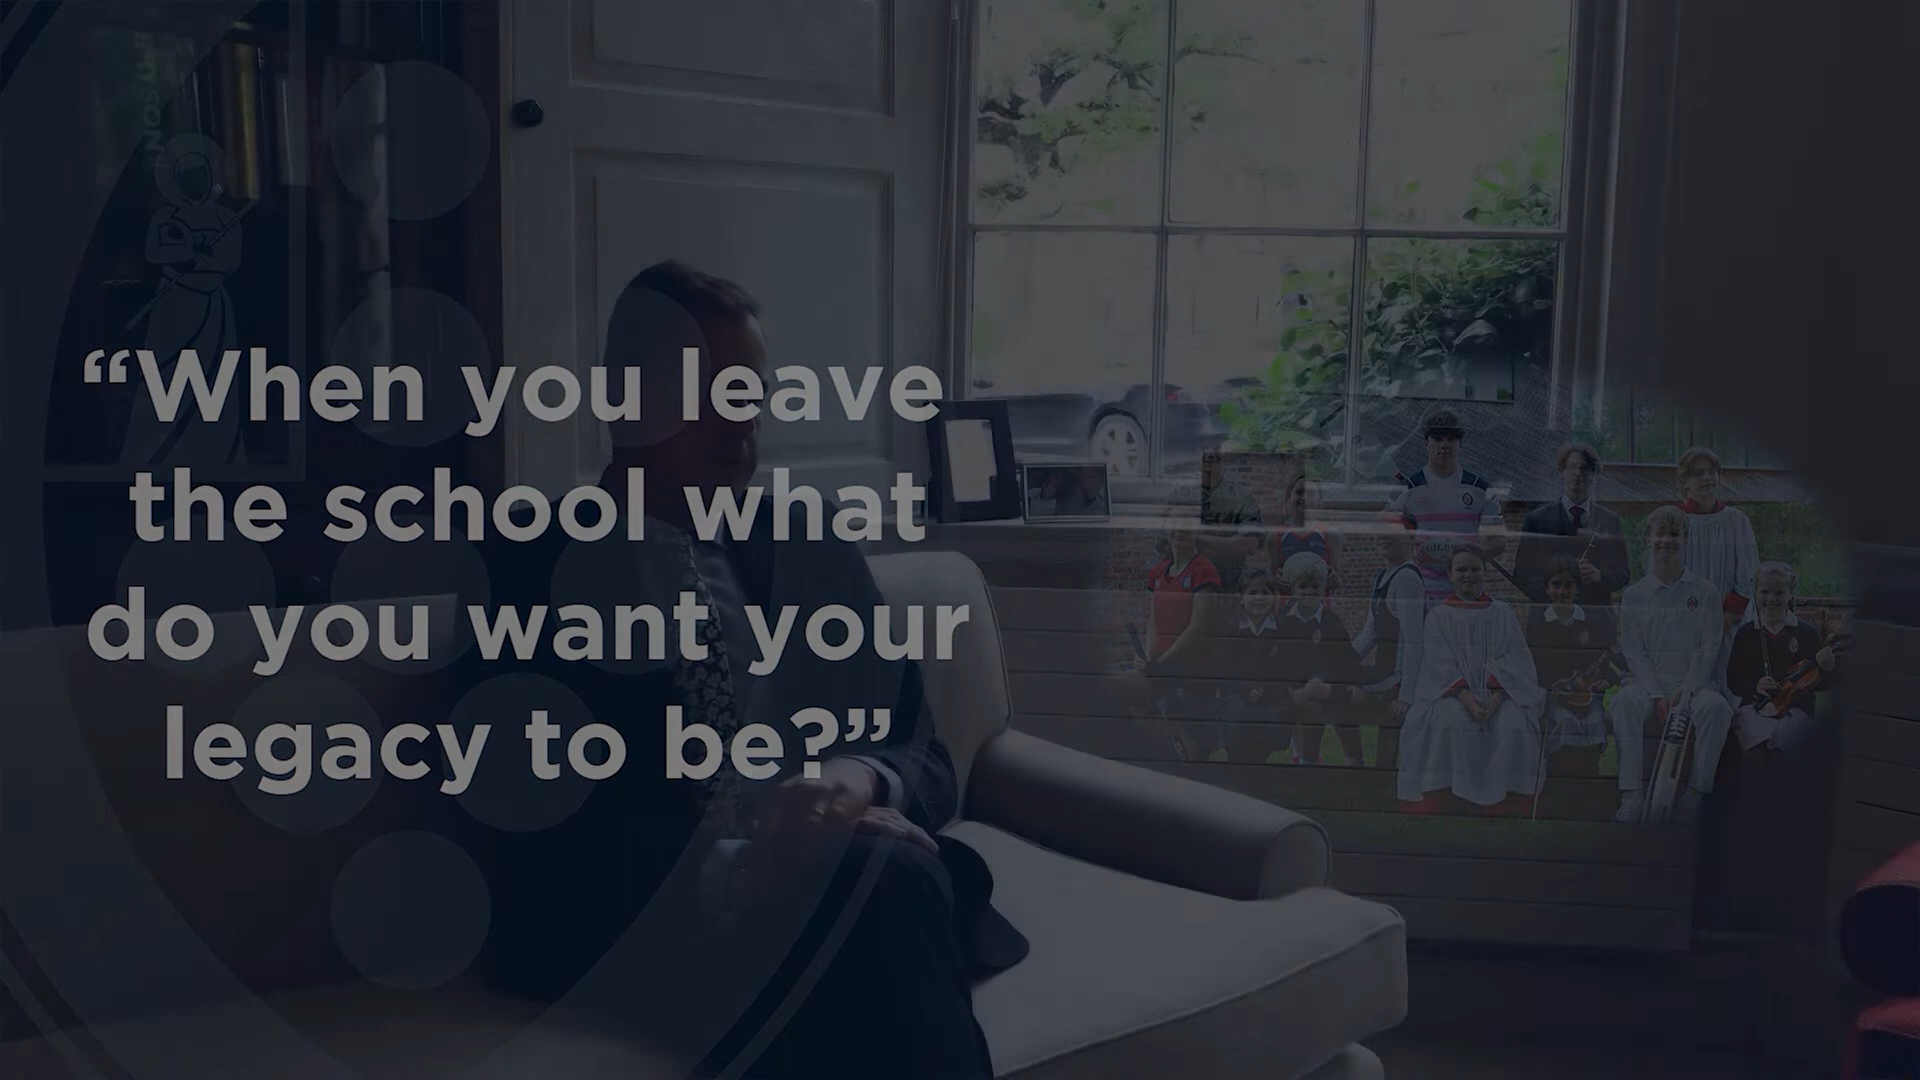 “When you leave
the school what
do you want your
legacy to be?”